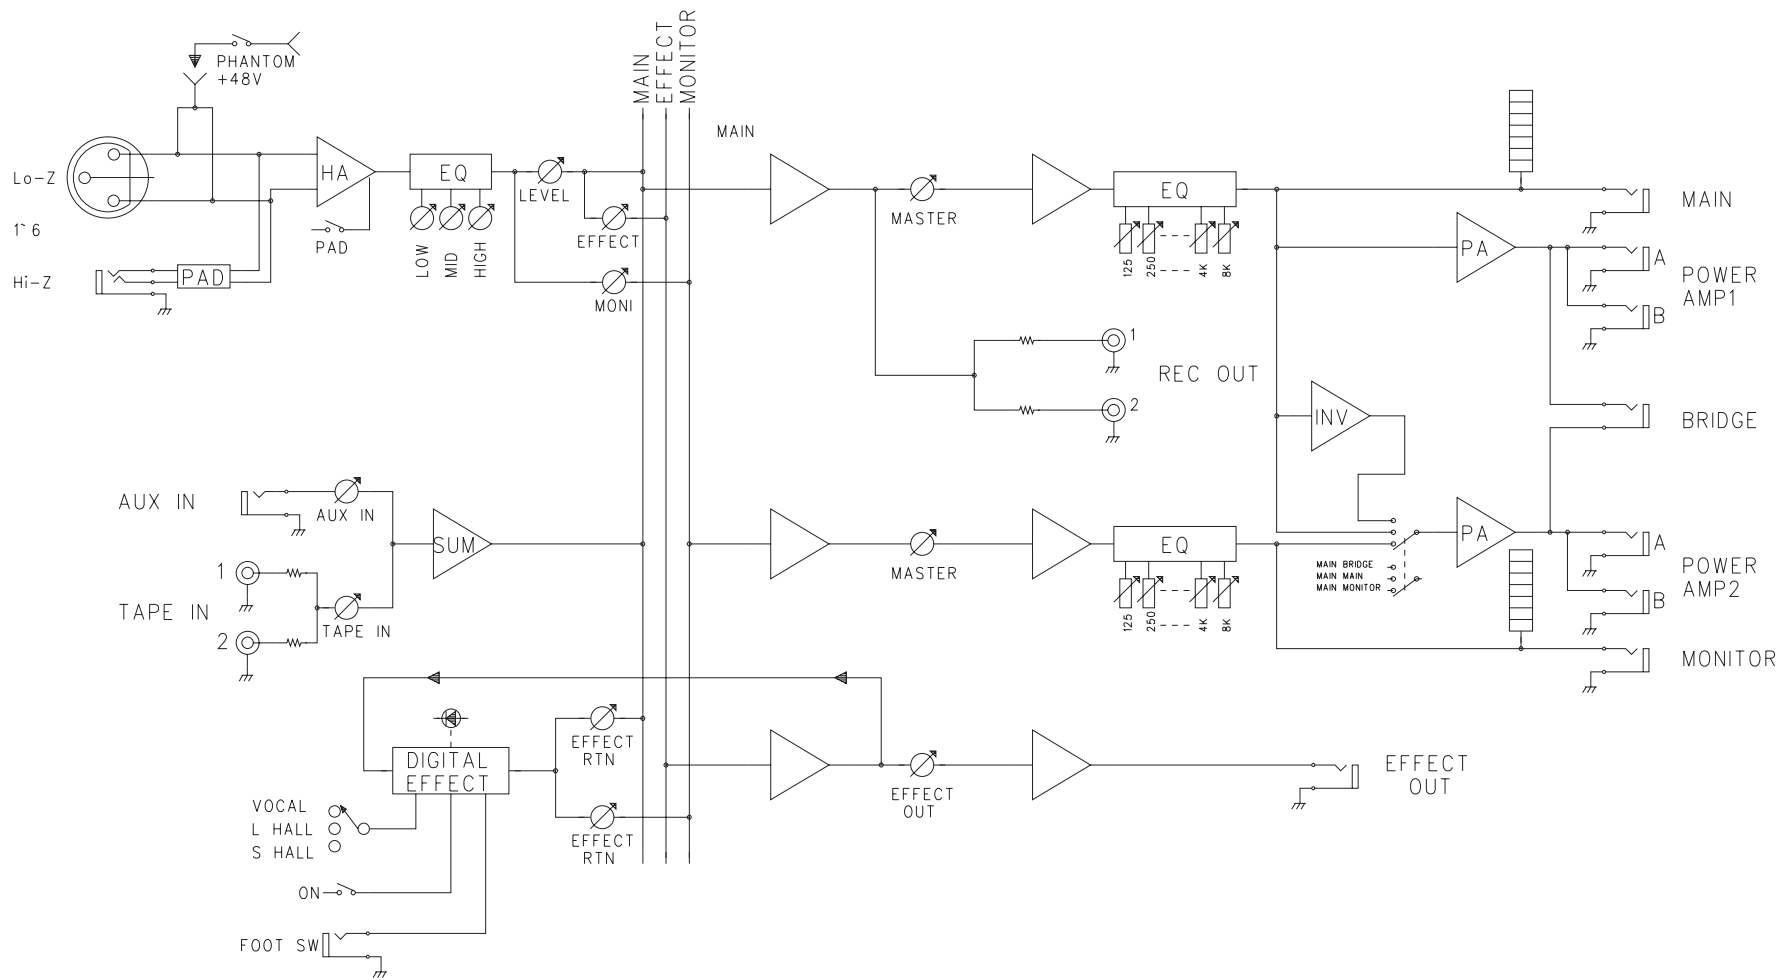 PHANTOM
+48V
Lo-Z
1~6
Hi-Z
PAD
HA
PAD
EQ
LOW
MID
HIGH
LEVEL
EFFECT
MONI
MAIN
EFFECT
MONITOR
MAIN
MASTER
EQ
125
250
4K
8K
REC OUT
1
2
INV
PA
MAIN
A
B
POWER
AMP1
BRIDGE
AUX IN
AUX IN
TAPE IN
1
2
TAPE IN
SUM
MASTER
EQ
125
250
4K
8K
MAIN BRIDGE
MAIN MAIN
MAIN MONITOR
PA
A
B
POWER
AMP2
MONITOR
DIGITAL
EFFECT
EFFECT
RTN
EFFECT
RTN
VOCAL
L HALL
S HALL
ON
FOOT SW
EFFECT
OUT
EFFECT
OUT